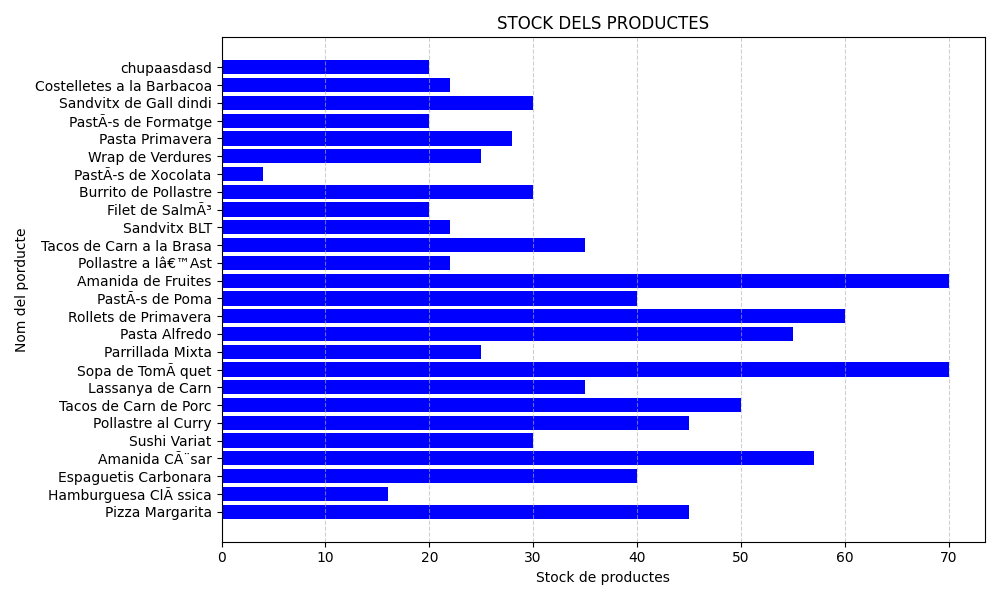 STOCK DELS PRODUCTES
chupaasdasd
Costelletes a la Barbacoa
Sandvitx de Gall dindi
PastÃ-s de Formatge
Pasta Primavera
Wrap de Verdures
PastÃ-s de Xocolata
Burrito de Pollastre
Filet de SalmÃ³
Sandvitx BLT
Tacos de Carn a la Brasa
Pollastre a lâ€™Ast
Amanida de Fruites
PastÃ-s de Poma
Rollets de Primavera
Pasta Alfredo
Parrillada Mixta
Sopa de TomÃ quet
Lassanya de Carn
Tacos de Carn de Porc
Pollastre al Curry
Sushi Variat
Amanida CÃ¨sar
Espaguetis Carbonara
Hamburguesa ClÃ ssica
Pizza Margarita
Nom del porducte
0 10 20 30 40 50 60 70
Stock de productes